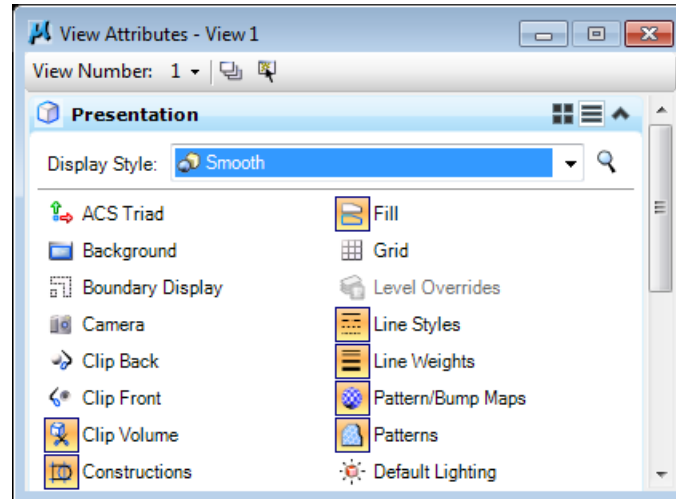 View Attributes - View 1
View Number: 1
Presentation
Display Style: Smooth
ACS Triad
Fill
Background
Grid
Boundary Display
Level Overrides
Camera
Line Styles
Clip Back
Line Weights
Clip Front
Pattern/Bump Maps
Clip Volume
Patterns
Constructions
Default Lighting